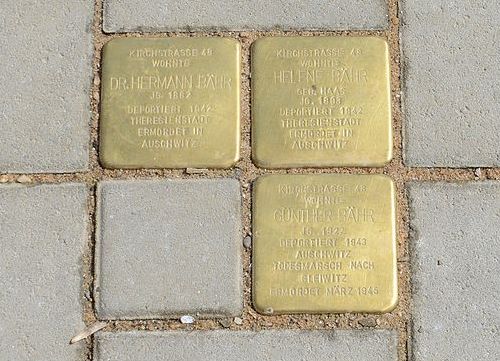 KIRCHSTRASSE 48
WOHNTE
DR. HERMANN BÄHR
JG. 1882
DEPORTIERT 1942
THERESIENSTADT
ERMORDET IN
AUSCHWITZ
KIRCHSTRASSE 48
WOHNTE
HELENE BÄHR
GEB. HAAS
JG. 1898
DEPORTIERT 1942
THERESIENSTADT
ERMORDET IN
AUSCHWITZ
KIRCHSTRASSE 48
WOHNTE
GÜNTHER BÄHR
JG. 1922
DEPORTIERT 1943
AUSCHWITZ
TODESMARSCH NACH
GLEIWITZ
ERMORDET MÄRZ 1945